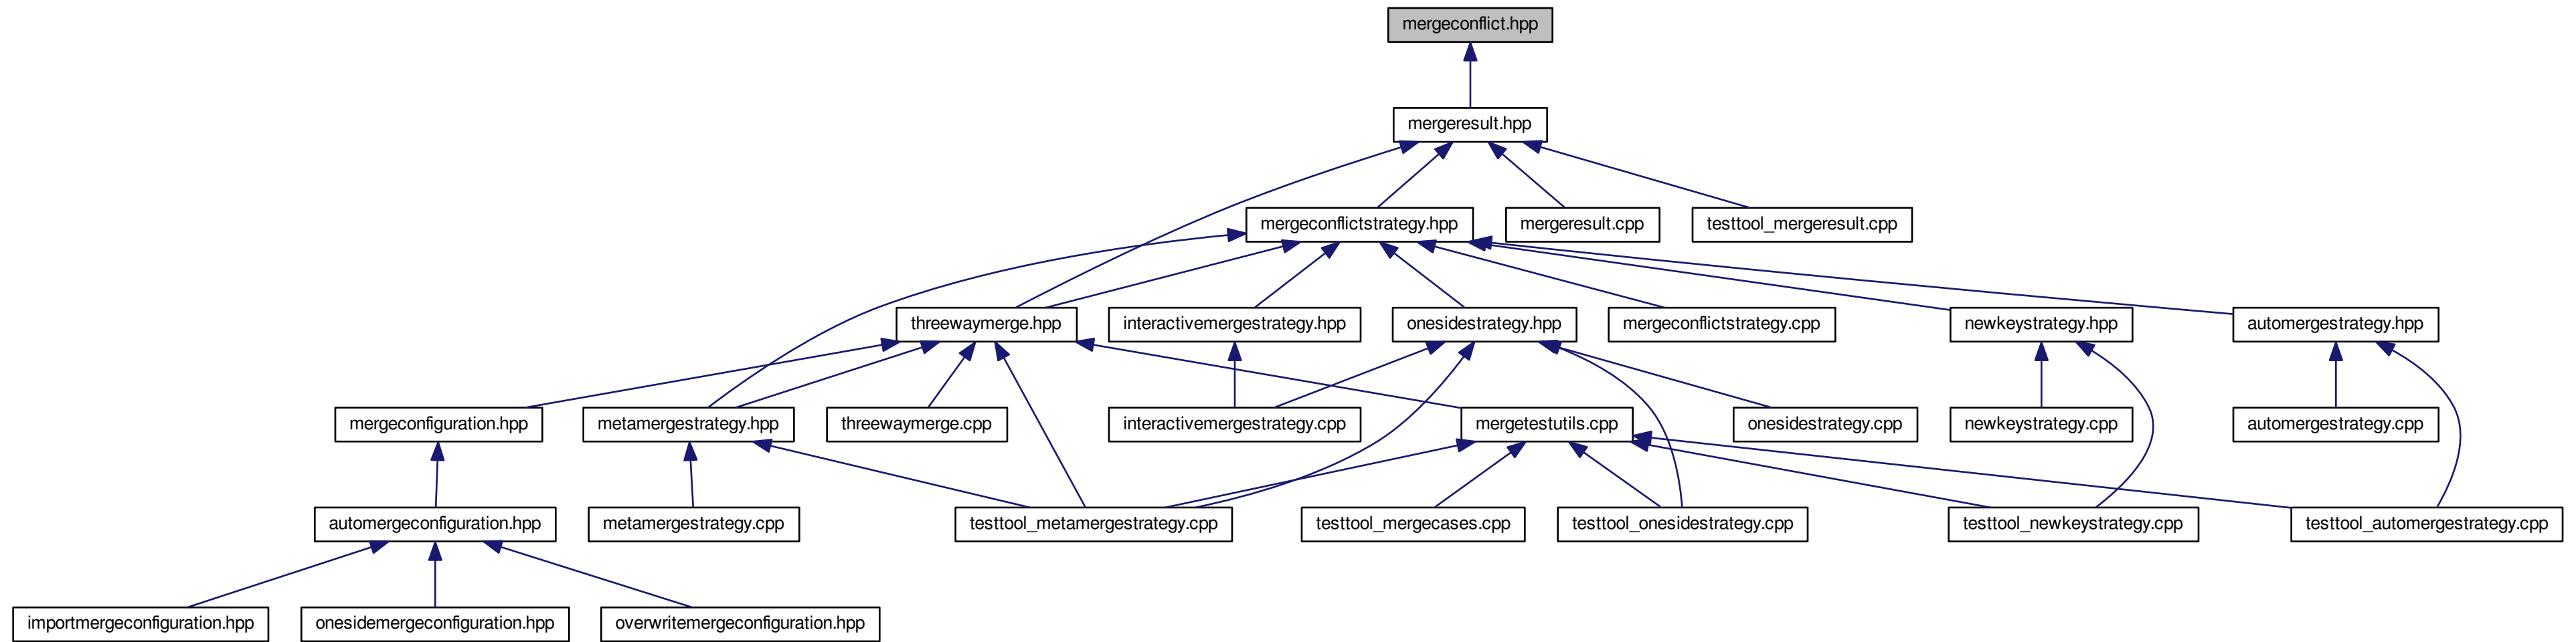 mergeconflict.hpp
mergeresult.hpp
mergeconflictstrategy.hpp
mergeresult.cpp
testtool_mergeresult.cpp
threewaymerge.hpp
interactivemergestrategy.hpp
onesidestrategy.hpp
mergeconflictstrategy.cpp
newkeystrategy.hpp
automergestrategy.hpp
mergeconfiguration.hpp
metamergestrategy.hpp
threewaymerge.cpp
interactivemergestrategy.cpp
mergetestutils.cpp
onesidestrategy.cpp
newkeystrategy.cpp
automergestrategy.cpp
automergeconfiguration.hpp
metamergestrategy.cpp
testtool_metamergestrategy.cpp
testtool_mergecases.cpp
testtool_onesidestrategy.cpp
testtool_newkeystrategy.cpp
testtool_automergestrategy.cpp
importmergeconfiguration.hpp
onesidemergeconfiguration.hpp
overwritemergeconfiguration.hpp